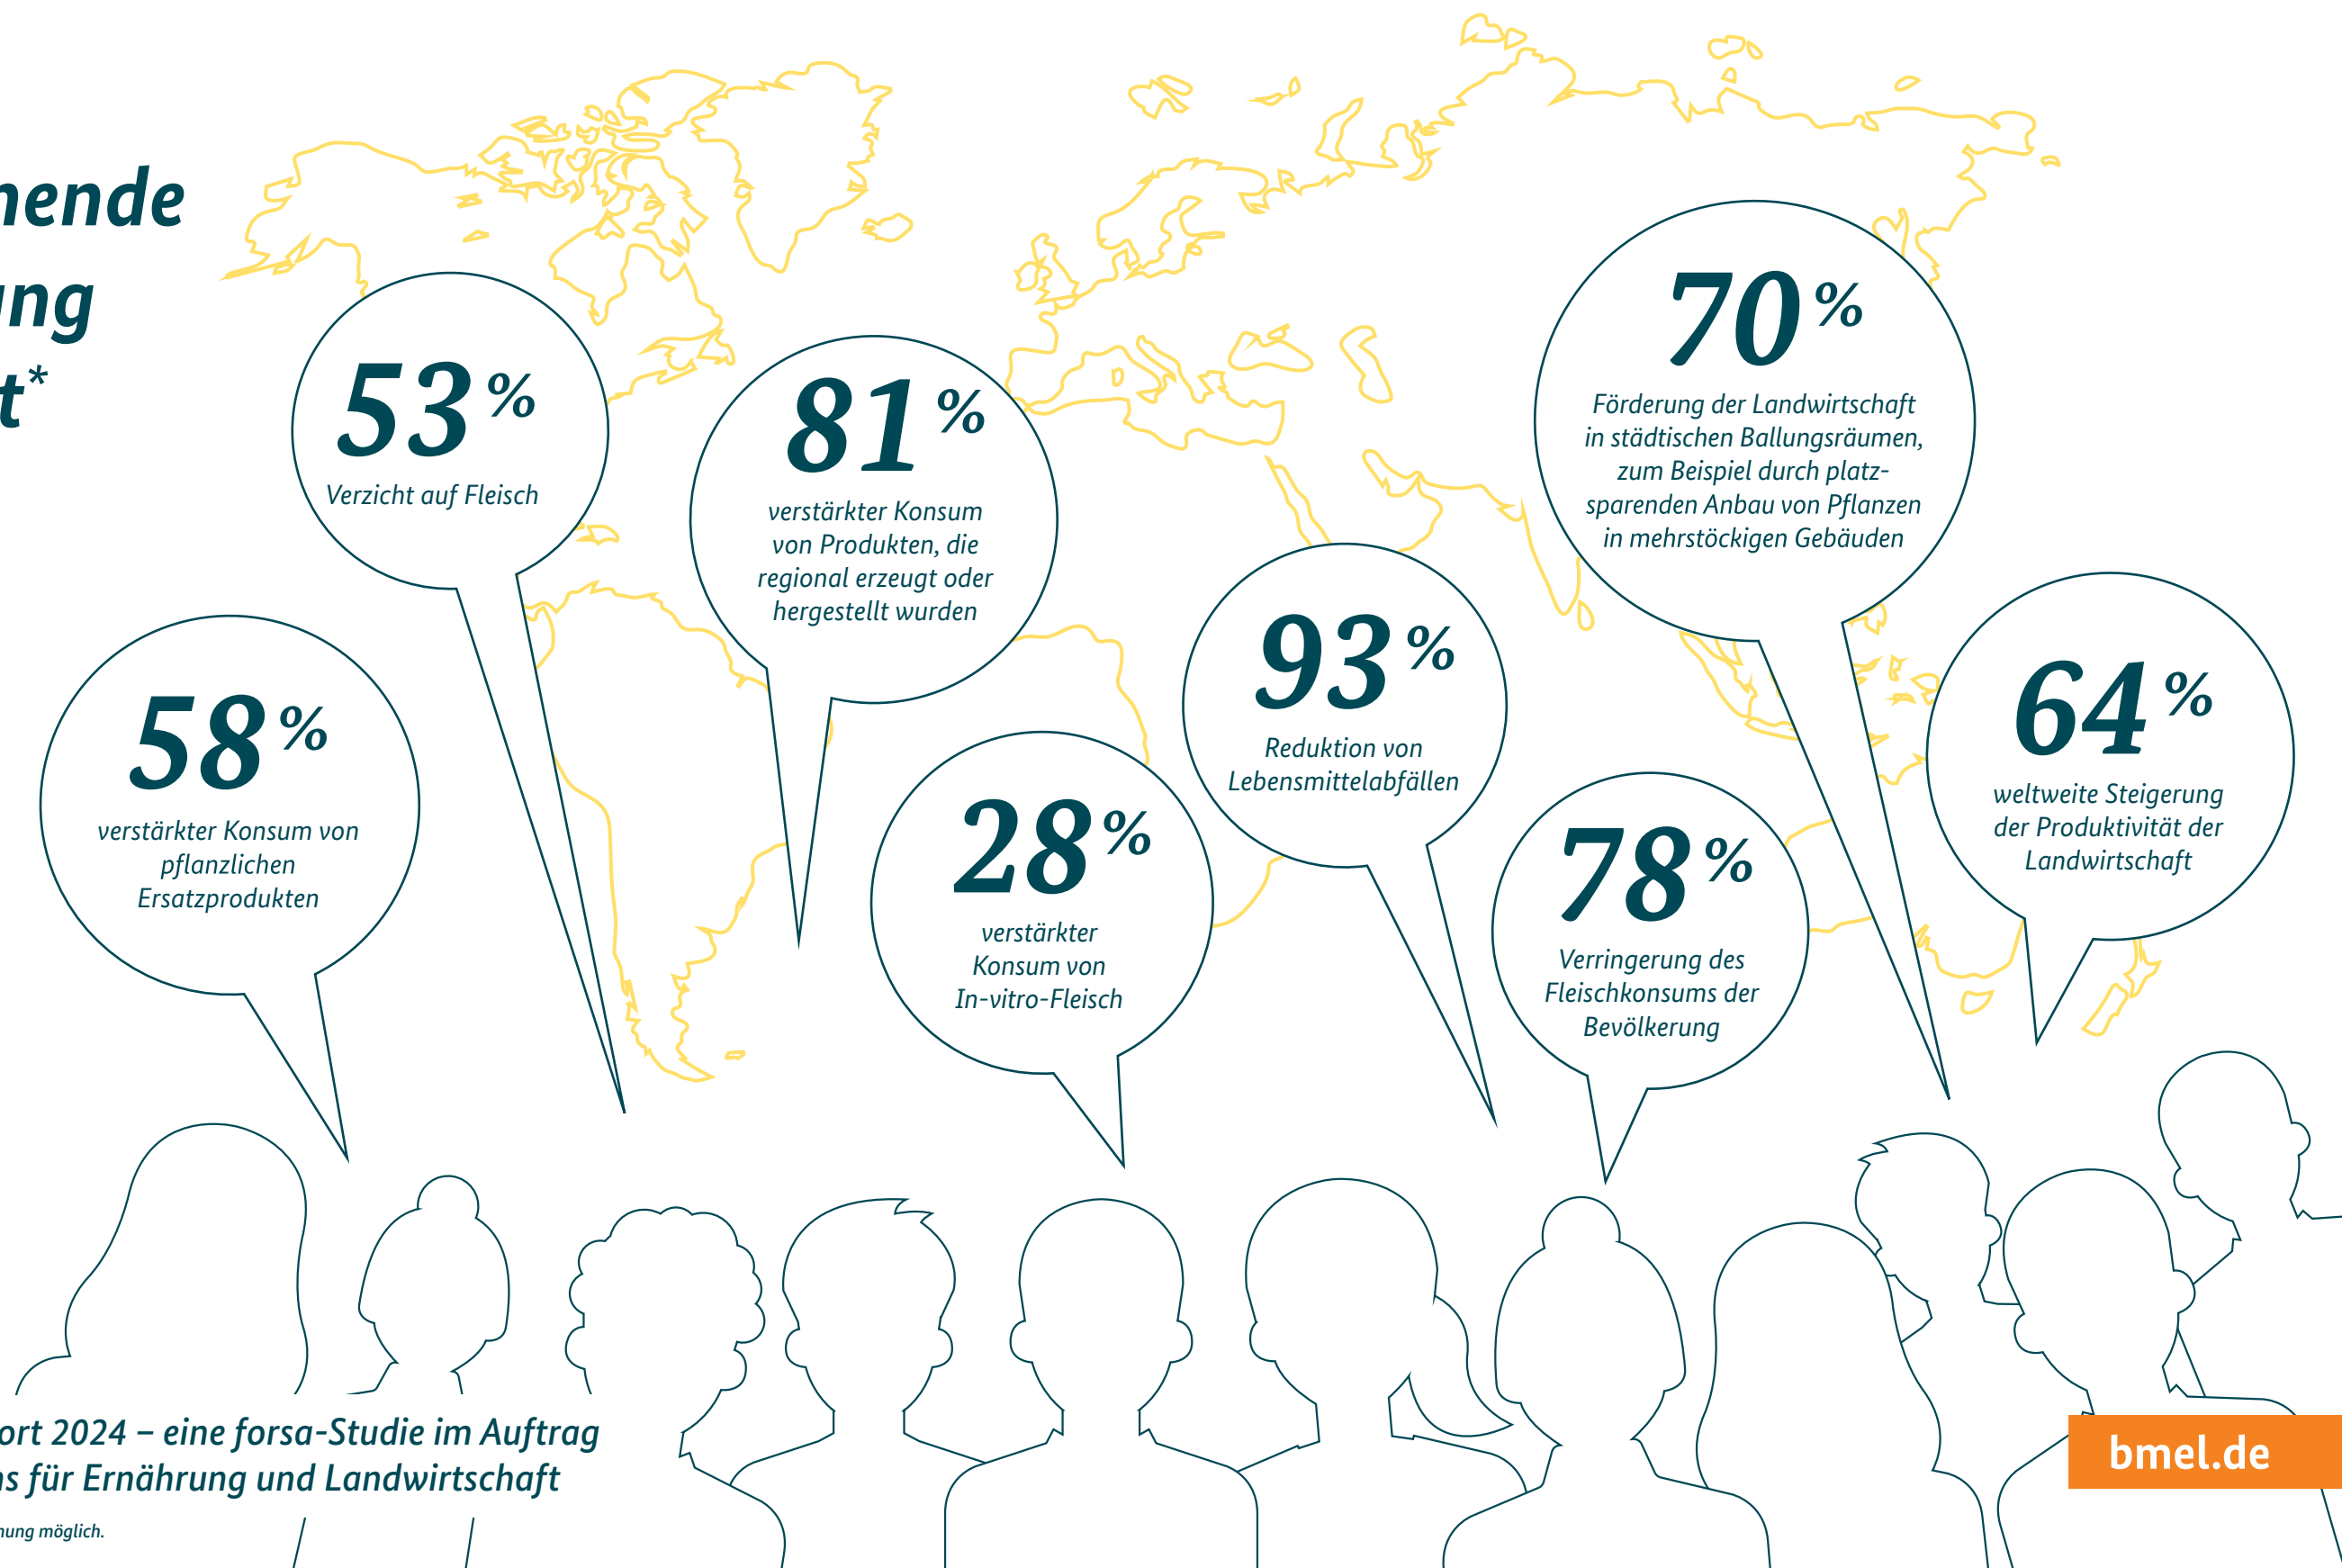 nende
ung
t*
53 %
Verzicht auf Fleisch
81 %
verstärkter Konsum
von Produkten, die
regional erzeugt oder
hergestellt wurden
70 %
Förderung der Landwirtschaft
in städtischen Ballungsräumen,
zum Beispiel durch platz-
sparenden Anbau von Pflanzen
in mehrstöckigen Gebäuden
58 %
verstärkter Konsum von
pflanzlichen
Ersatzprodukten
28 %
verstärkter
Konsum von
In-vitro-Fleisch
93 %
Reduktion von
Lebensmittelabfällen
78 %
Verringerung des
Fleischkonsums der
Bevölkerung
64 %
weltweite Steigerung
der Produktivität der
Landwirtschaft
ort 2024 – eine forsa-Studie im Auftrag
ns für Ernährung und Landwirtschaft
nung möglich.
bmel.de